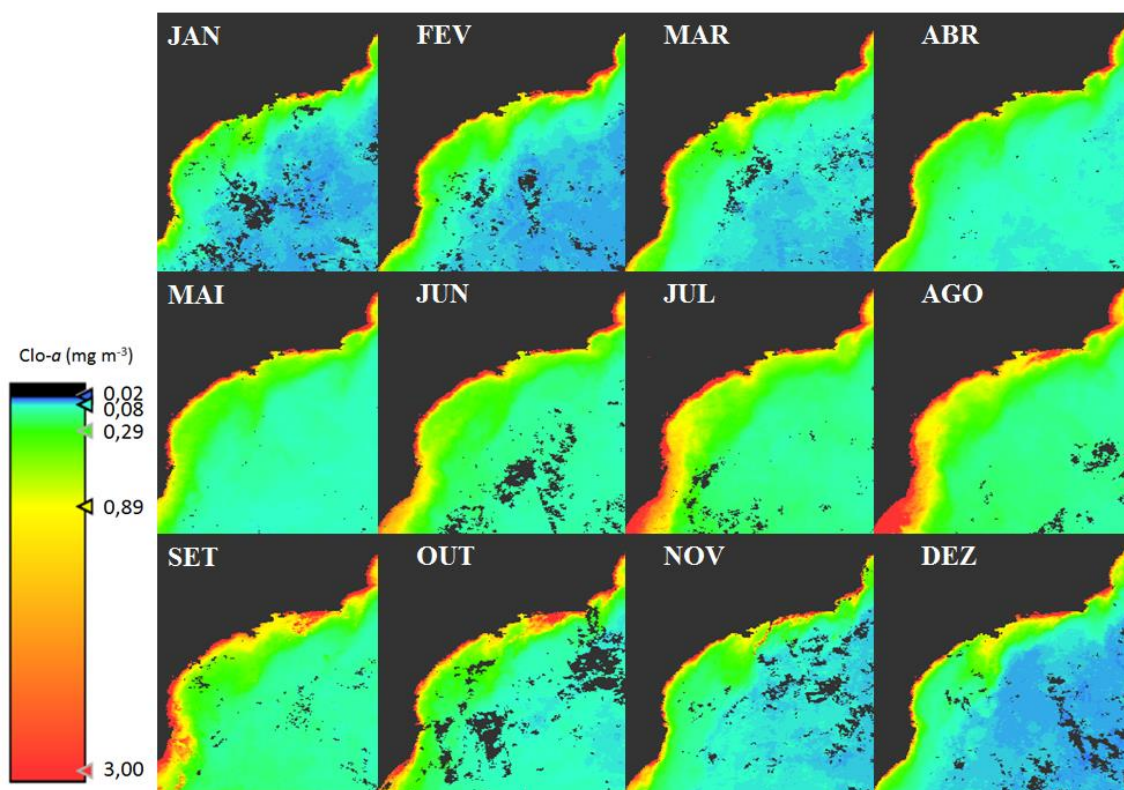 JAN FEV MAR ABR
MAI JUN JUL AGO
Clo-a (mg m⁻³)
0,02
0,08
0,29
0,89
3,00
SET OUT NOV DEZ